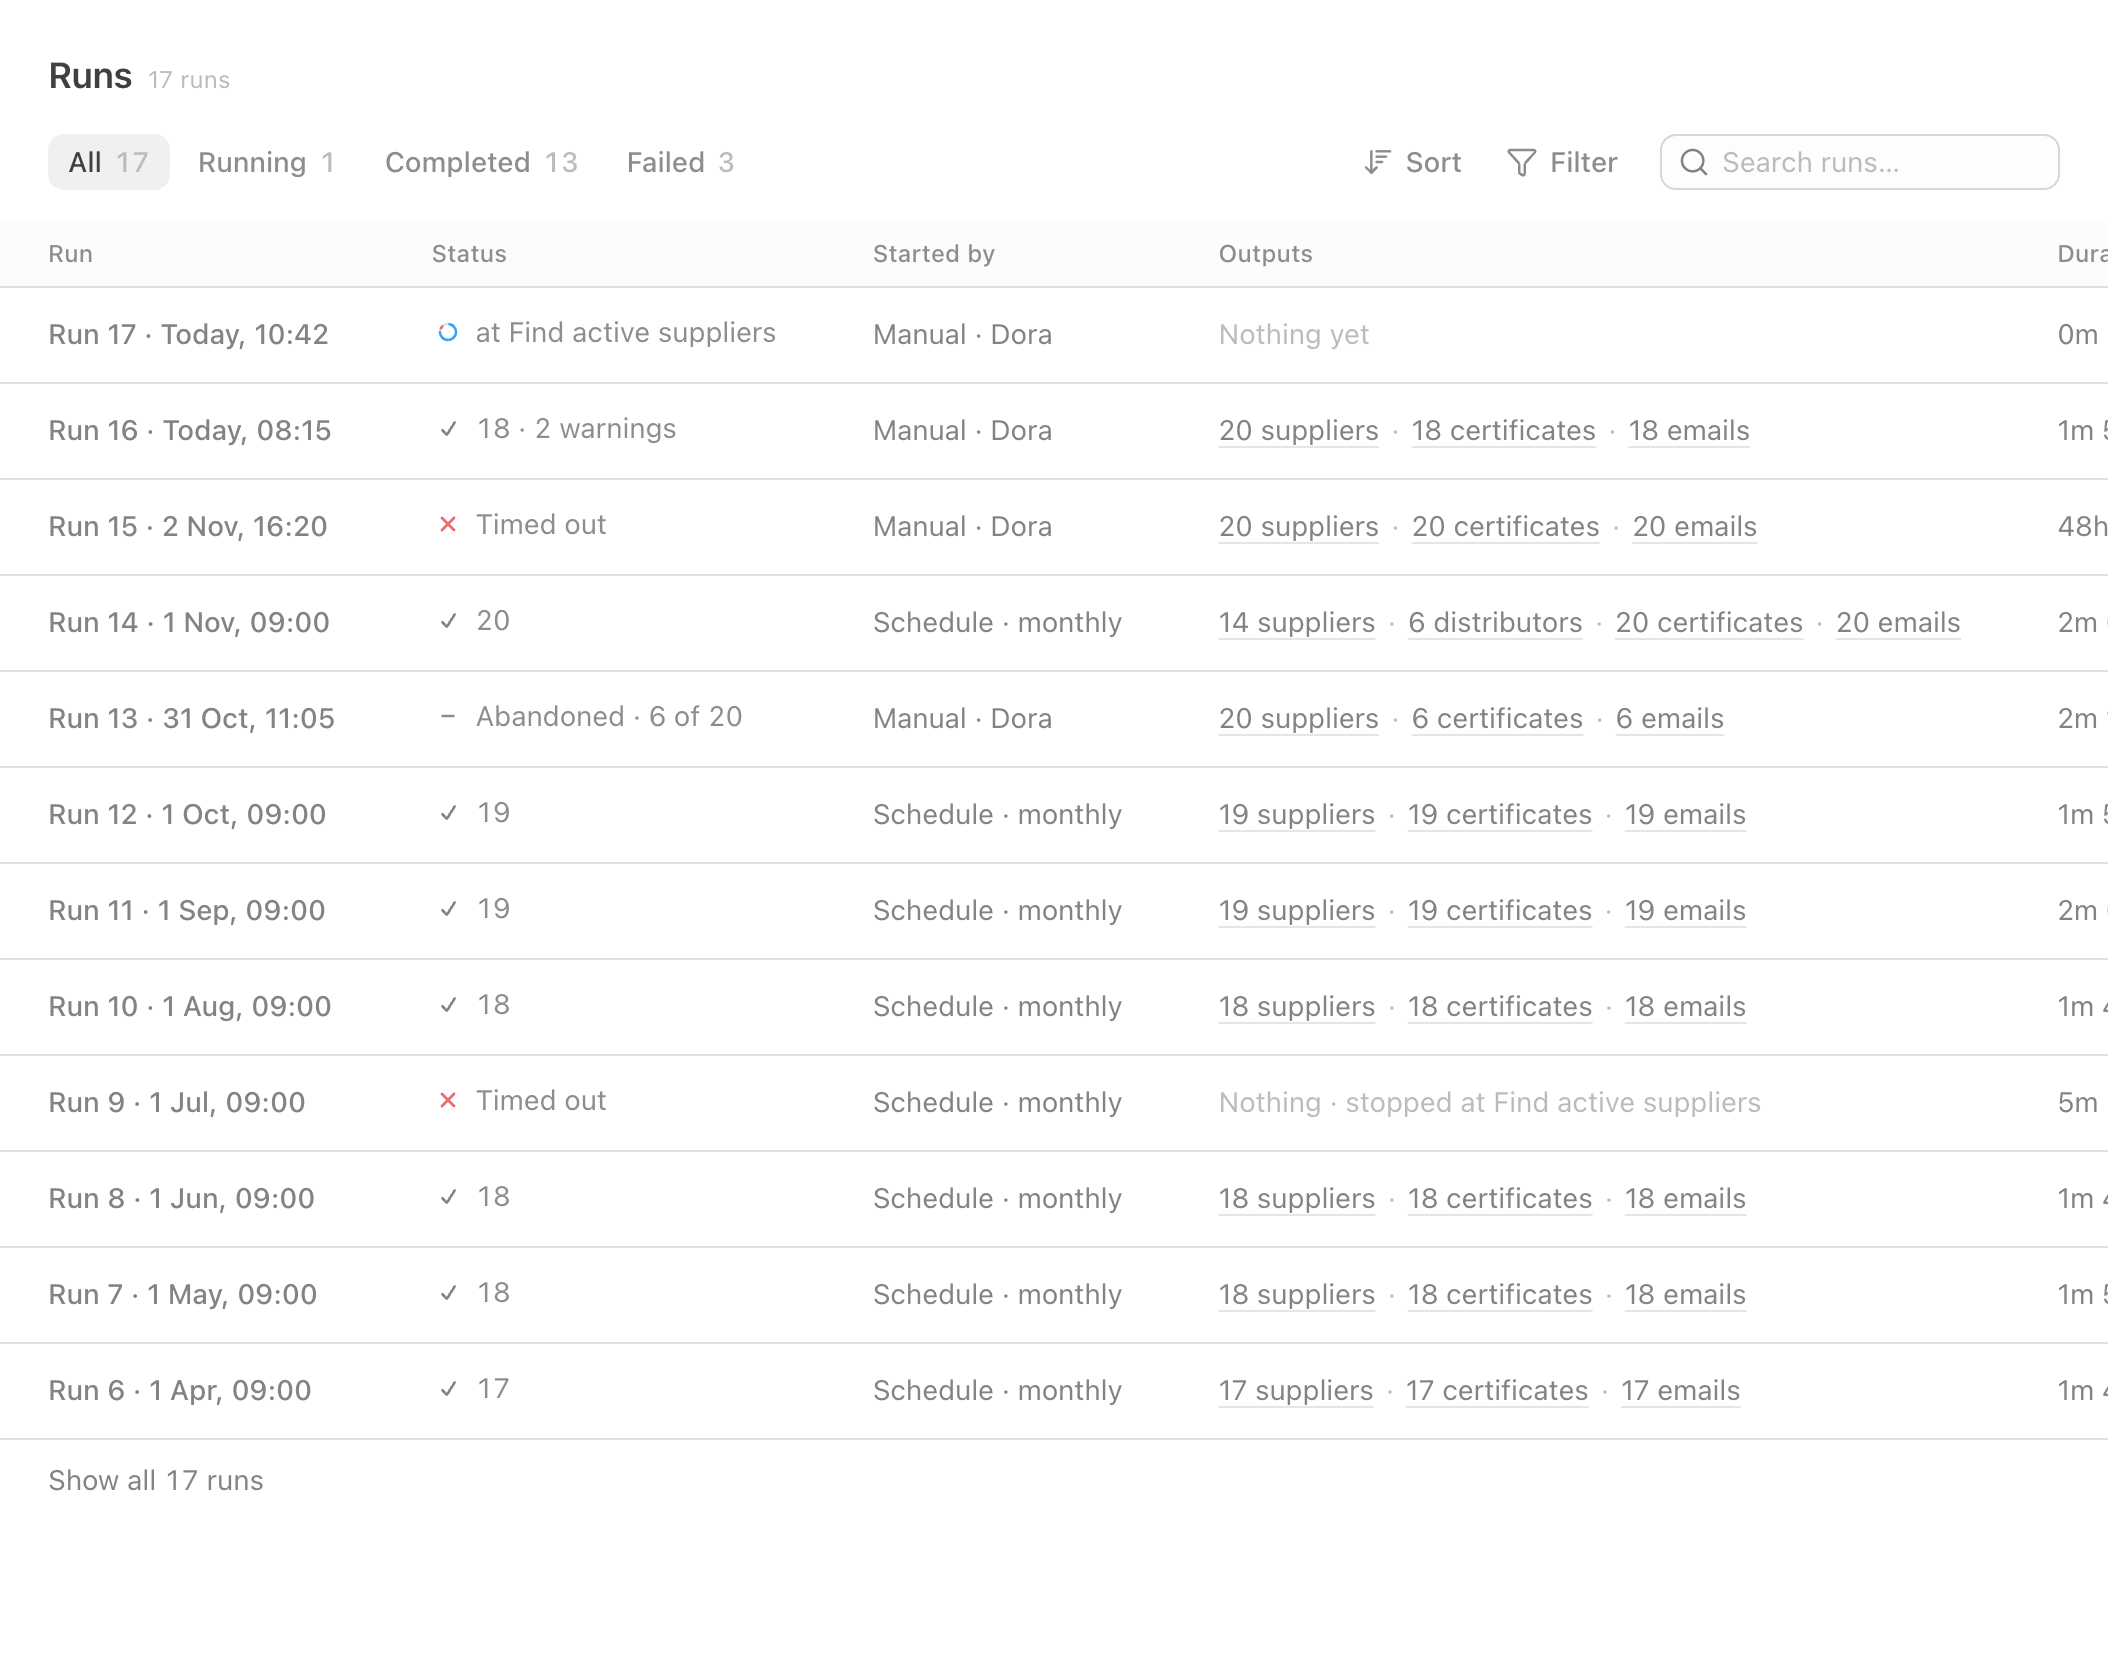 Runs 17 runs
All 17 Running 1 Completed 13 Failed 3 Sort Filter Search runs...
Run Status Started by Outputs
Run 17 · Today, 10:42 at Find active suppliers Manual · Dora Nothing yet 0m
Run 16 · Today, 08:15 ✓ 18 · 2 warnings Manual · Dora 20 suppliers · 18 certificates · 18 emails 1m
Run 15 · 2 Nov, 16:20 × Timed out Manual · Dora 20 suppliers · 20 certificates · 20 emails 48h
Run 14 · 1 Nov, 09:00 ✓ 20 Schedule · monthly 14 suppliers · 6 distributors · 20 certificates · 20 emails 2m
Run 13 · 31 Oct, 11:05 – Abandoned · 6 of 20 Manual · Dora 20 suppliers · 6 certificates · 6 emails 2m
Run 12 · 1 Oct, 09:00 ✓ 19 Schedule · monthly 19 suppliers · 19 certificates · 19 emails 1m
Run 11 · 1 Sep, 09:00 ✓ 19 Schedule · monthly 19 suppliers · 19 certificates · 19 emails 2m
Run 10 · 1 Aug, 09:00 ✓ 18 Schedule · monthly 18 suppliers · 18 certificates · 18 emails 1m
Run 9 · 1 Jul, 09:00 × Timed out Schedule · monthly Nothing · stopped at Find active suppliers 5m
Run 8 · 1 Jun, 09:00 ✓ 18 Schedule · monthly 18 suppliers · 18 certificates · 18 emails 1m
Run 7 · 1 May, 09:00 ✓ 18 Schedule · monthly 18 suppliers · 18 certificates · 18 emails 1m
Run 6 · 1 Apr, 09:00 ✓ 17 Schedule · monthly 17 suppliers · 17 certificates · 17 emails 1m
Show all 17 runs